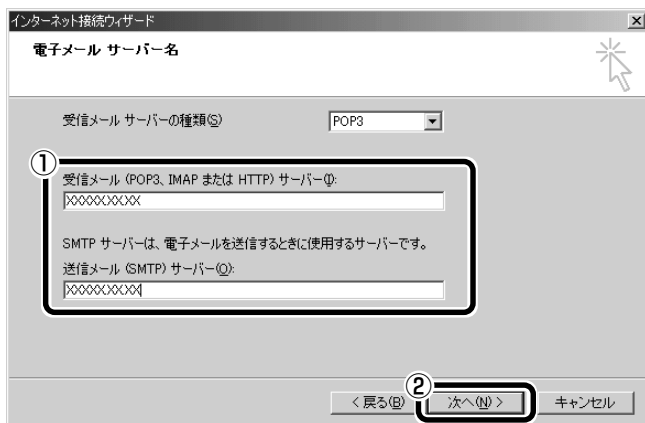 インターネット接続ウィザード
電子メール サーバー名
受信メール サーバーの種類(S) POP3
①
受信メール (POP3、IMAP または HTTP) サーバー(I):
XXXXXXXXXX
SMTP サーバーは、電子メールを送信するときに使用するサーバーです。
送信メール (SMTP) サーバー(O):
XXXXXXXXXX
②
< 戻る(B) 次へ(N) > キャンセル